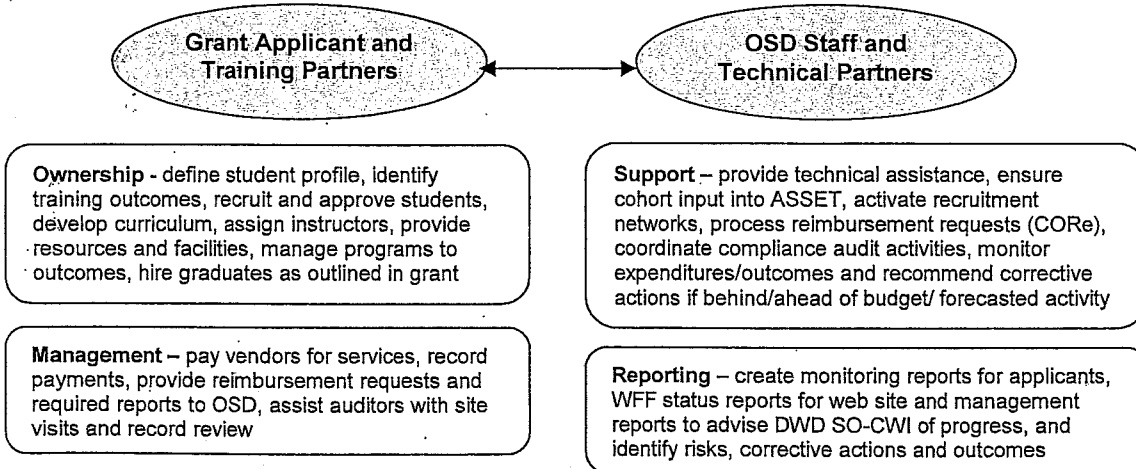 Grant Applicant and
Training Partners
OSD Staff and
Technical Partners
Ownership - define student profile, identify
training outcomes, recruit and approve students,
develop curriculum, assign instructors, provide
resources and facilities, manage programs to
outcomes, hire graduates as outlined in grant
Management – pay vendors for services, record
payments, provide reimbursement requests and
required reports to OSD, assist auditors with site
visits and record review
Support – provide technical assistance, ensure
cohort input into ASSET, activate recruitment
networks, process reimbursement requests (CORe),
coordinate compliance audit activities, monitor
expenditures/outcomes and recommend corrective
actions if behind/ahead of budget/ forecasted activity
Reporting – create monitoring reports for applicants,
WFF status reports for web site and management
reports to advise DWD SO-CWI of progress, and
identify risks, corrective actions and outcomes